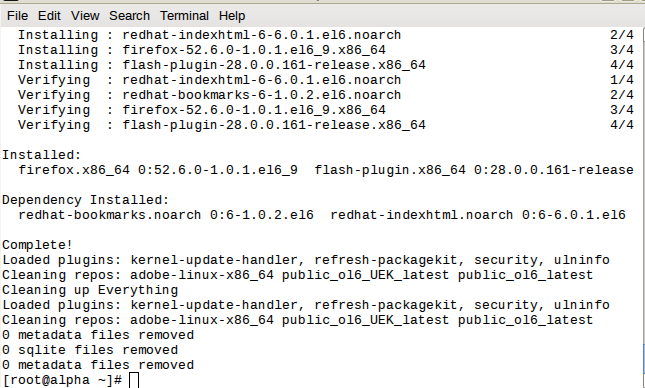 File Edit View Search Terminal Help
Installing : redhat-indexhtml-6-6.0.1.el6.noarch 2/4
Installing : firefox-52.6.0-1.0.1.el6_9.x86_64 3/4
Installing : flash-plugin-28.0.0.161-release.x86_64 4/4
Verifying : redhat-indexhtml-6-6.0.1.el6.noarch 1/4
Verifying : redhat-bookmarks-6-1.0.2.el6.noarch 2/4
Verifying : firefox-52.6.0-1.0.1.el6_9.x86_64 3/4
Verifying : flash-plugin-28.0.0.161-release.x86_64 4/4
Installed:
firefox.x86_64 0:52.6.0-1.0.1.el6_9 flash-plugin.x86_64 0:28.0.0.161-release
Dependency Installed:
redhat-bookmarks.noarch 0:6-1.0.2.el6 redhat-indexhtml.noarch 0:6-6.0.1.el6
Complete!
Loaded plugins: kernel-update-handler, refresh-packagekit, security, ulninfo
Cleaning repos: adobe-linux-x86_64 public_ol6_UEK_latest public_ol6_latest
Cleaning up Everything
Loaded plugins: kernel-update-handler, refresh-packagekit, security, ulninfo
Cleaning repos: adobe-linux-x86_64 public_ol6_UEK_latest public_ol6_latest
0 metadata files removed
0 sqlite files removed
0 metadata files removed
[root@alpha ~]#